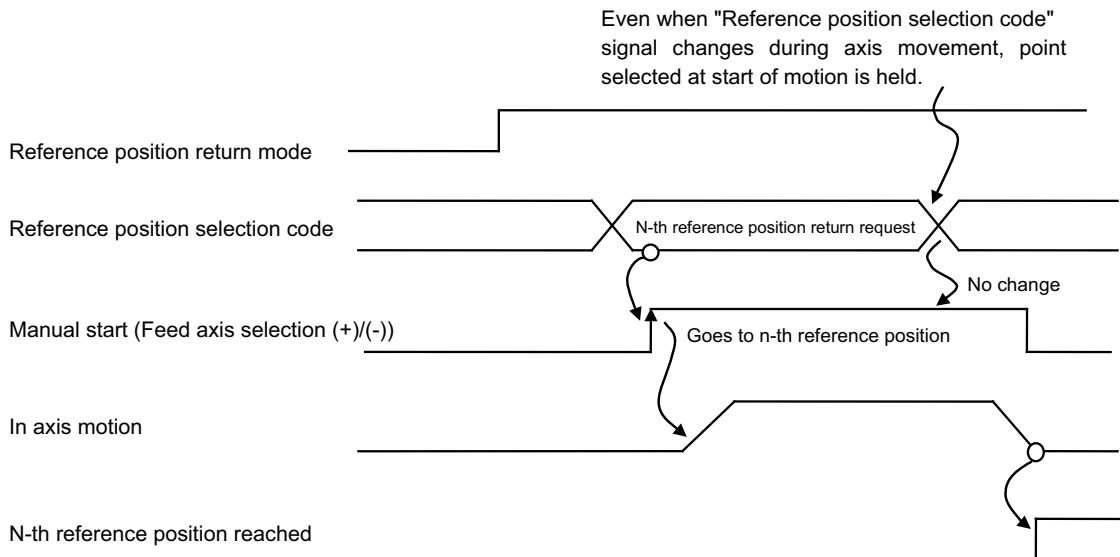 Even when "Reference position selection code"
signal changes during axis movement, point
selected at start of motion is held.
Reference position return mode
Reference position selection code
N-th reference position return request
No change
Manual start (Feed axis selection (+)/(-))
Goes to n-th reference position
In axis motion
N-th reference position reached